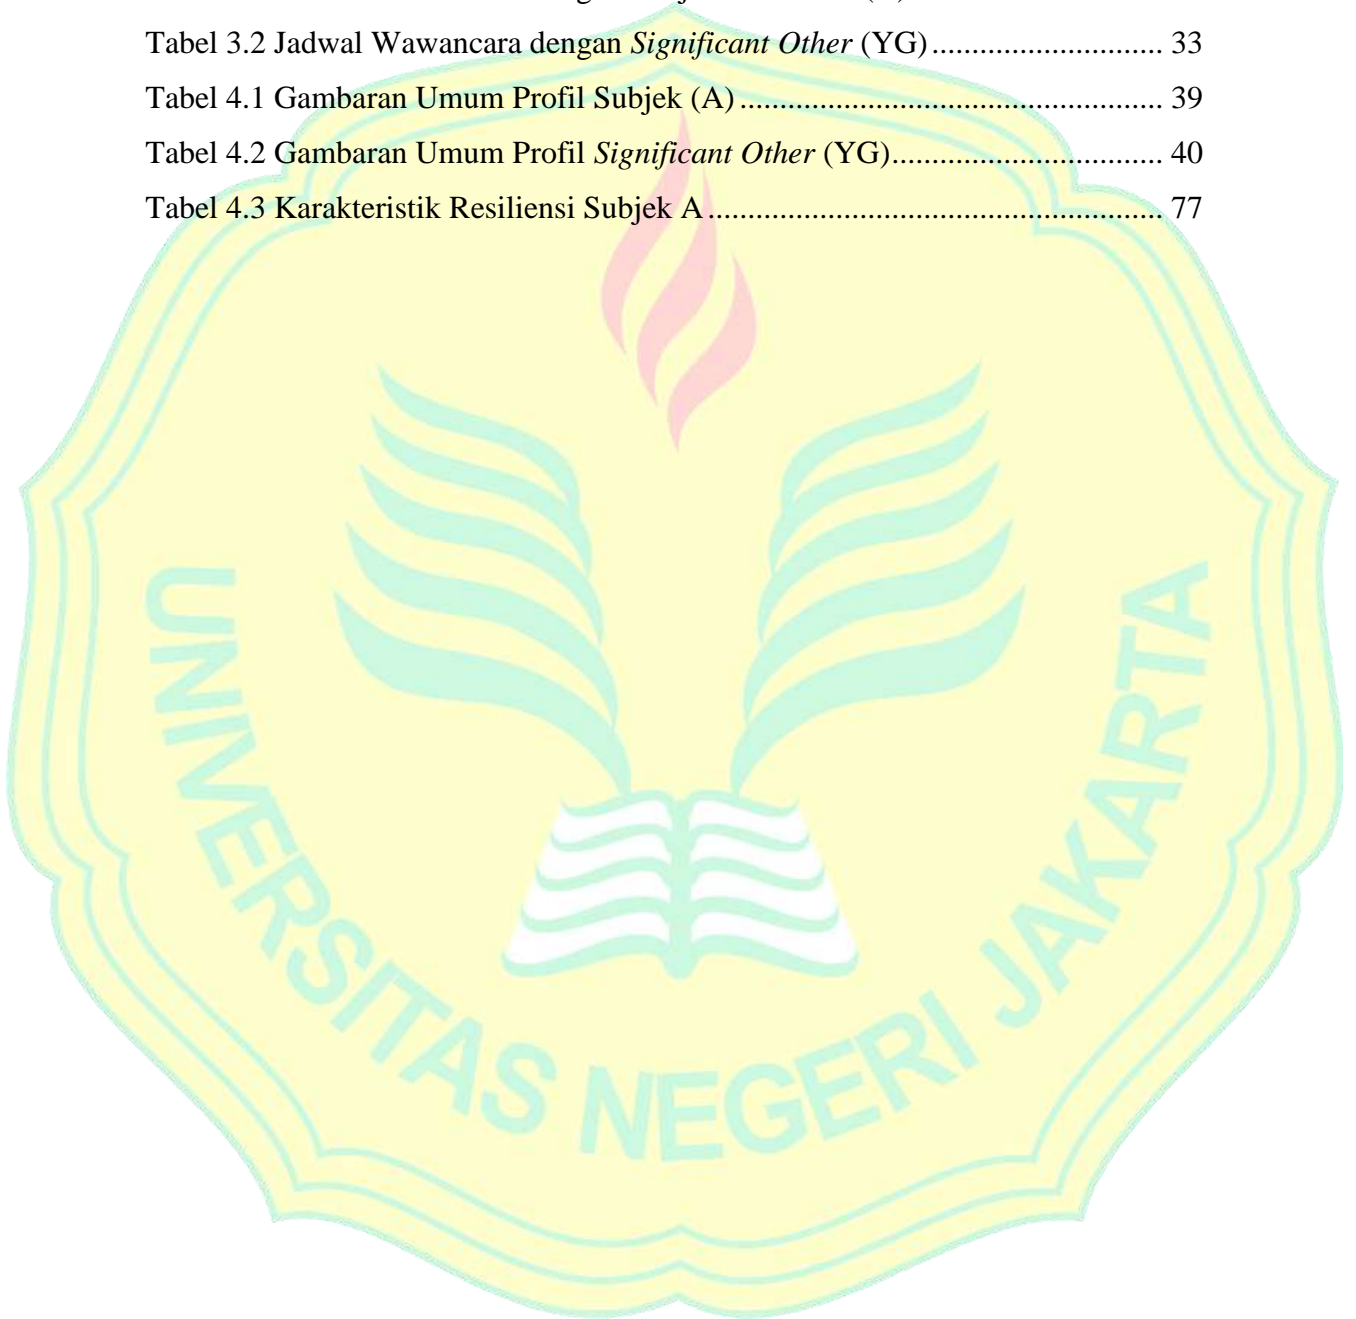 Tabel 3.2 Jadwal Wawancara dengan Significant Other (YG)............................ 33
Tabel 4.1 Gambaran Umum Profil Subjek (A)................................................... 39
Tabel 4.2 Gambaran Umum Profil Significant Other (YG)................................. 40
Tabel 4.3 Karakteristik Resiliensi Subjek A....................................................... 77
UNIVERSITAS NEGERI JAKARTA